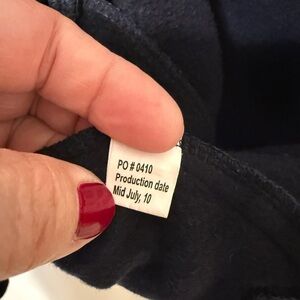 PO # 0410
Production date
Mid July, 10